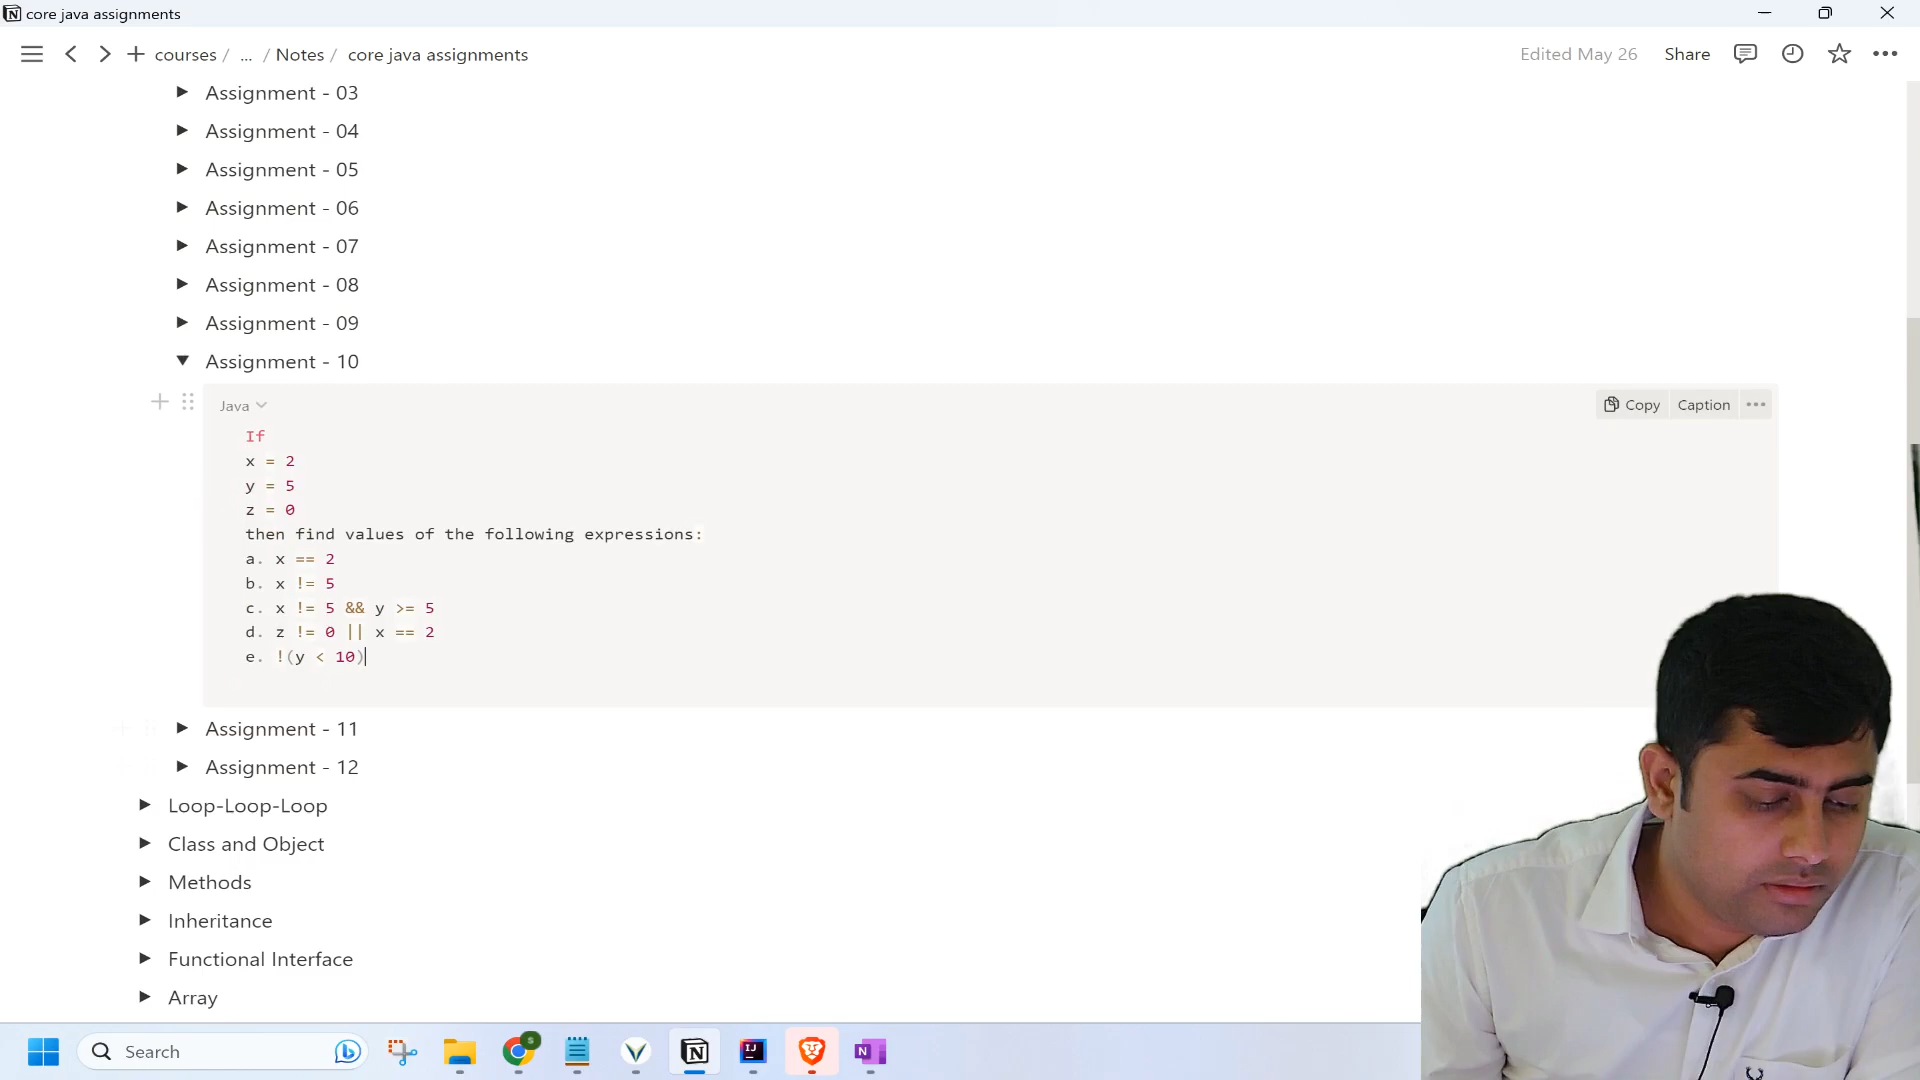 core java assignments
courses / ... / Notes / core java assignments
Edited May 26 Share
Assignment - 03
Assignment - 04
Assignment - 05
Assignment - 06
Assignment - 07
Assignment - 08
Assignment - 09
Assignment - 10
Java Copy Caption
If
x = 2
y = 5
z = 0
then find values of the following expressions:
a. x == 2
b. x != 5
c. x != 5 && y >= 5
d. z != 0 || x == 2
e. !(y < 10)
Assignment - 11
Assignment - 12
Loop-Loop-Loop
Class and Object
Methods
Inheritance
Functional Interface
Array
Search